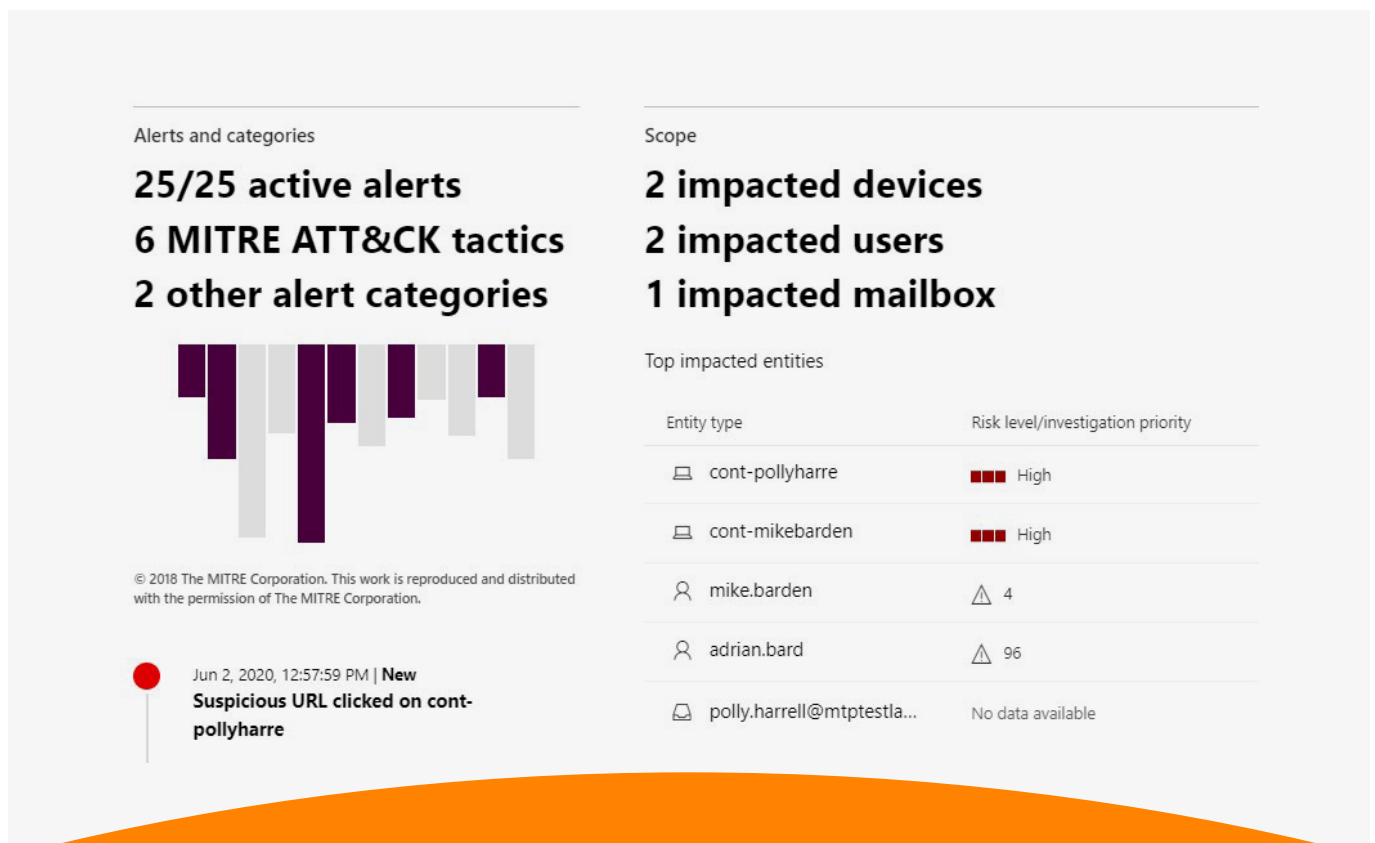 Alerts and categories
25/25 active alerts
6 MITRE ATT&CK tactics
2 other alert categories
© 2018 The MITRE Corporation. This work is reproduced and distributed
with the permission of The MITRE Corporation.
Jun 2, 2020, 12:57:59 PM | New
Suspicious URL clicked on cont-
pollyharre
Scope
2 impacted devices
2 impacted users
1 impacted mailbox
Top impacted entities
Entity type Risk level/investigation priority
cont-pollyharre High
cont-mikebarden High
mike.barden 4
adrian.bard 96
polly.harrell@mtptestla... No data available